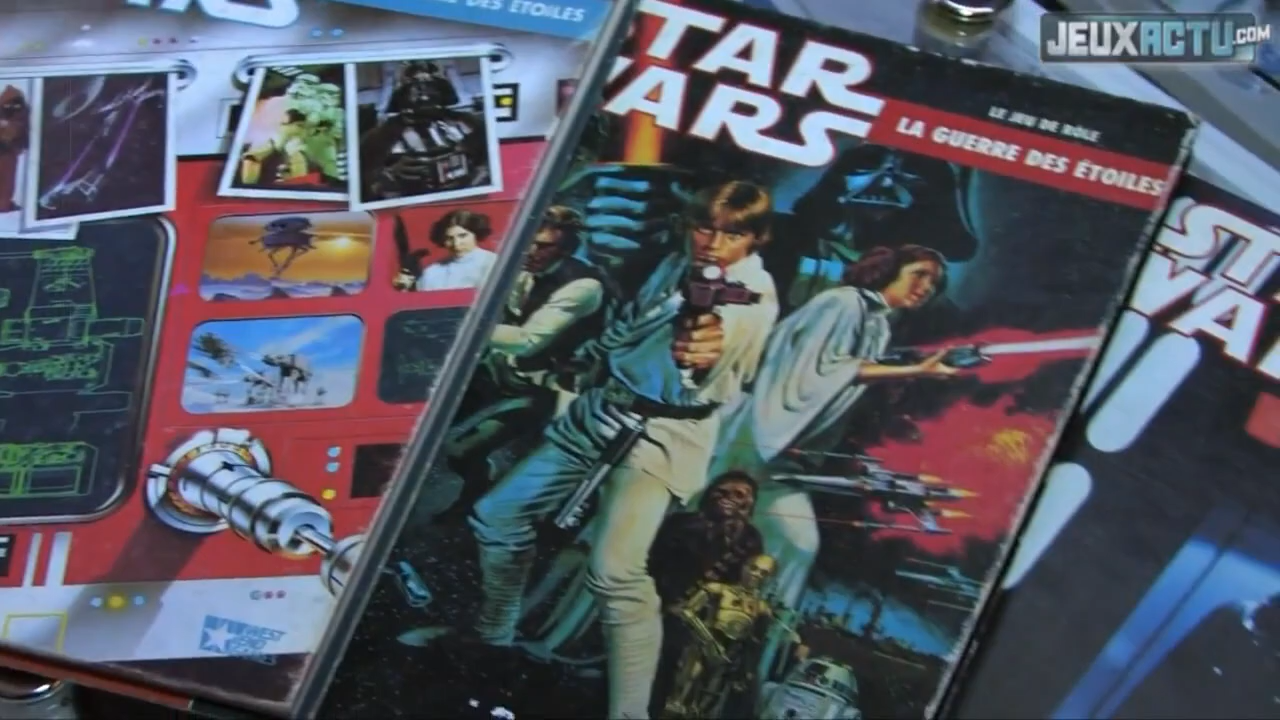 DES ÉTOILES
JEUXACTU.COM
STAR
WARS
LE JEU DE RÔLE
LA GUERRE DES ÉTOILES